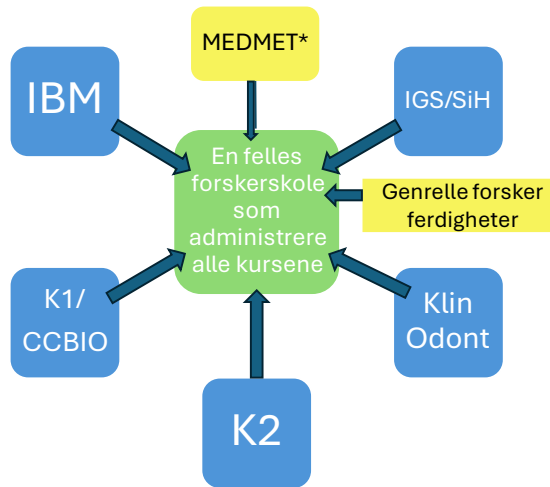 MEDMET*
IBM
IGS/SiH
En felles
forskerskole
som
administrere
alle kursene
Genrelle forsker
ferdigheter
K1/
CCBIO
Klin
Odont
K2